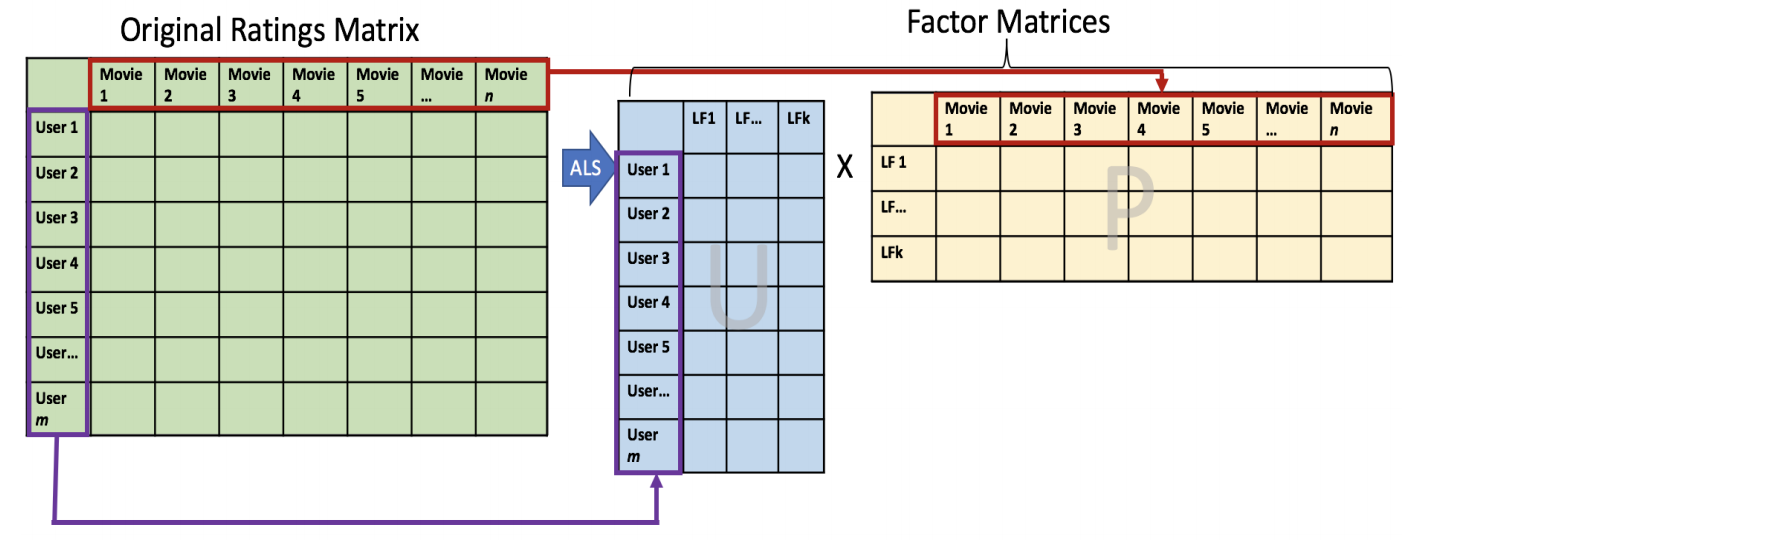 Original Ratings Matrix
Factor Matrices
Movie 1 Movie 2 Movie 3 Movie 4 Movie 5 Movie ... Movie n
User 1
User 2
User 3
User 4
User 5
User...
User m
ALS
LF1 LF... LFk
User 1
User 2
User 3
User 4
User 5
User...
User m
U
X
Movie 1 Movie 2 Movie 3 Movie 4 Movie 5 Movie ... Movie n
LF 1
LF...
LFk
P